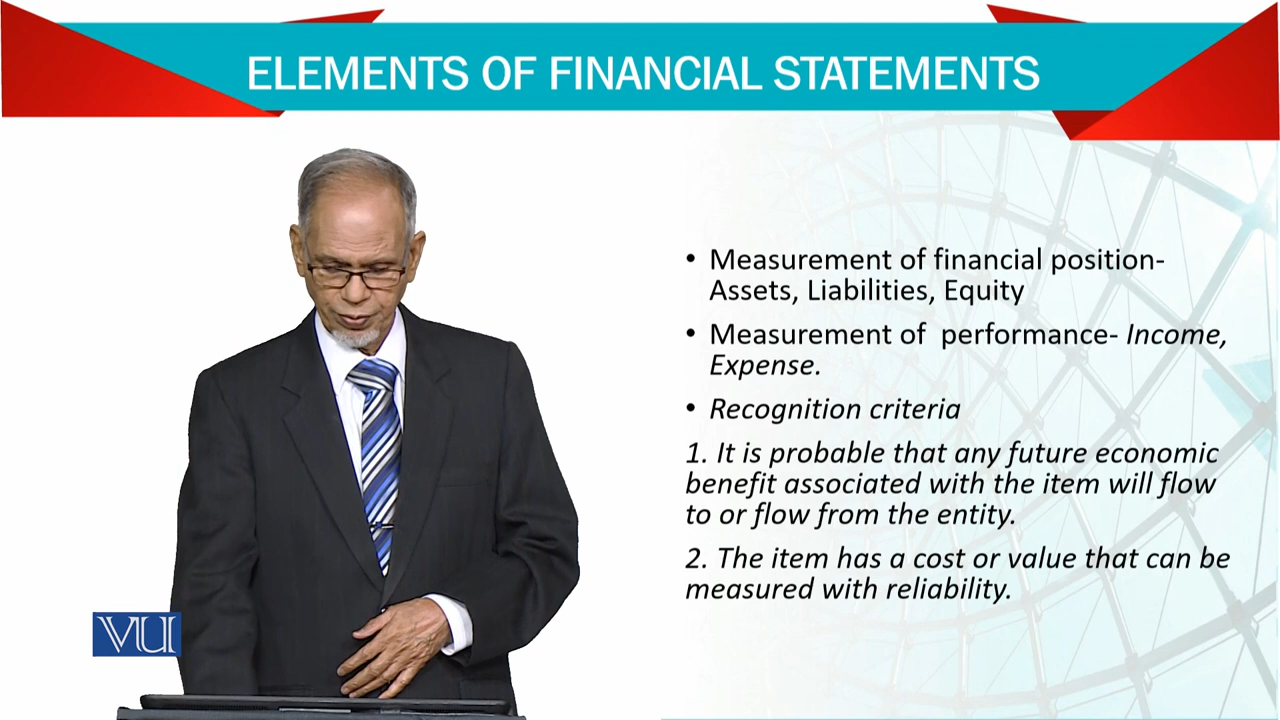 ELEMENTS OF FINANCIAL STATEMENTS
• Measurement of financial position-
Assets, Liabilities, Equity
• Measurement of performance- Income,
Expense.
• Recognition criteria
1. It is probable that any future economic
benefit associated with the item will flow
to or flow from the entity.
2. The item has a cost or value that can be
measured with reliability.
VU